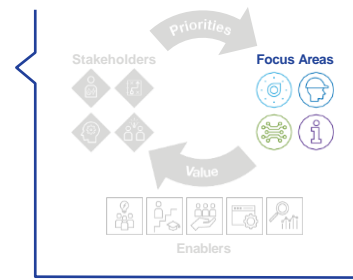 Priorities
Stakeholders
Focus Areas
Value
Enablers